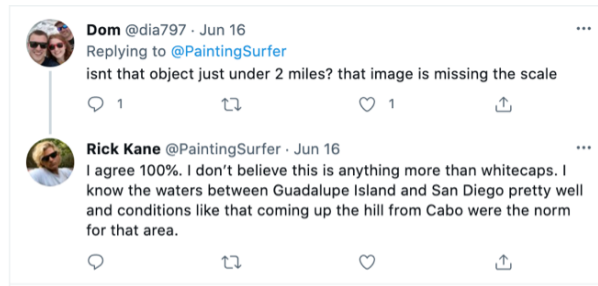 Dom @dia797 · Jun 16
Replying to @PaintingSurfer
isnt that object just under 2 miles? that image is missing the scale
1 1
Rick Kane @PaintingSurfer · Jun 16
I agree 100%. I don’t believe this is anything more than whitecaps. I
know the waters between Guadalupe Island and San Diego pretty well
and conditions like that coming up the hill from Cabo were the norm
for that area.